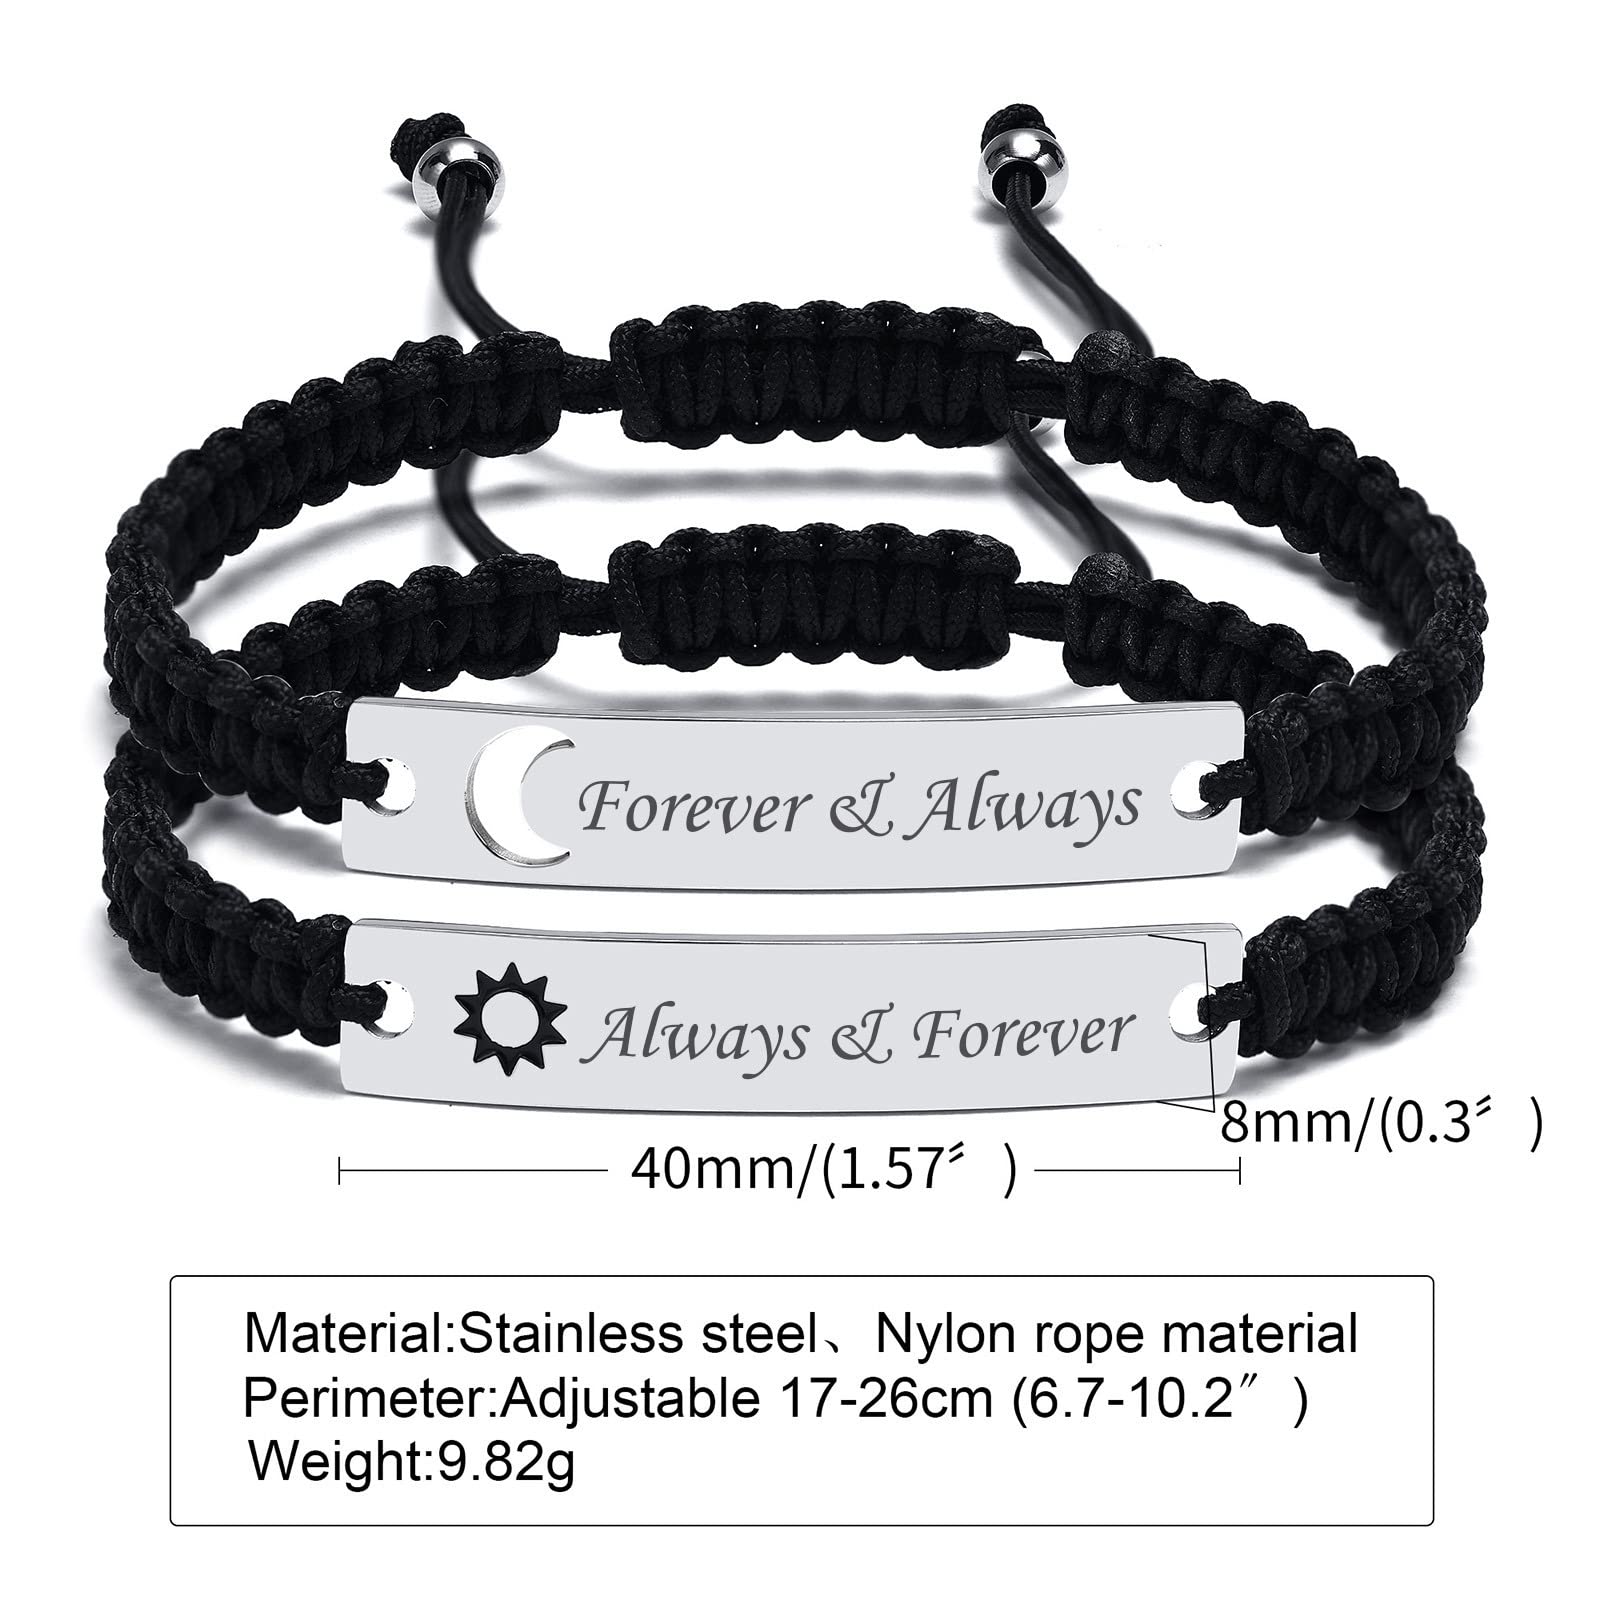 Forever & Always
Always & Forever
8mm/(0.3〞)
40mm/(1.57〞)
Material:Stainless steel、Nylon rope material
Perimeter:Adjustable 17-26cm (6.7-10.2〞)
Weight:9.82g